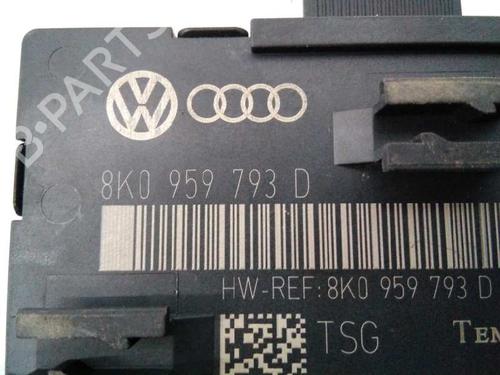 B-PARTS
8K0 959 793 D
HW-REF:8K0 959 793 D
TSG